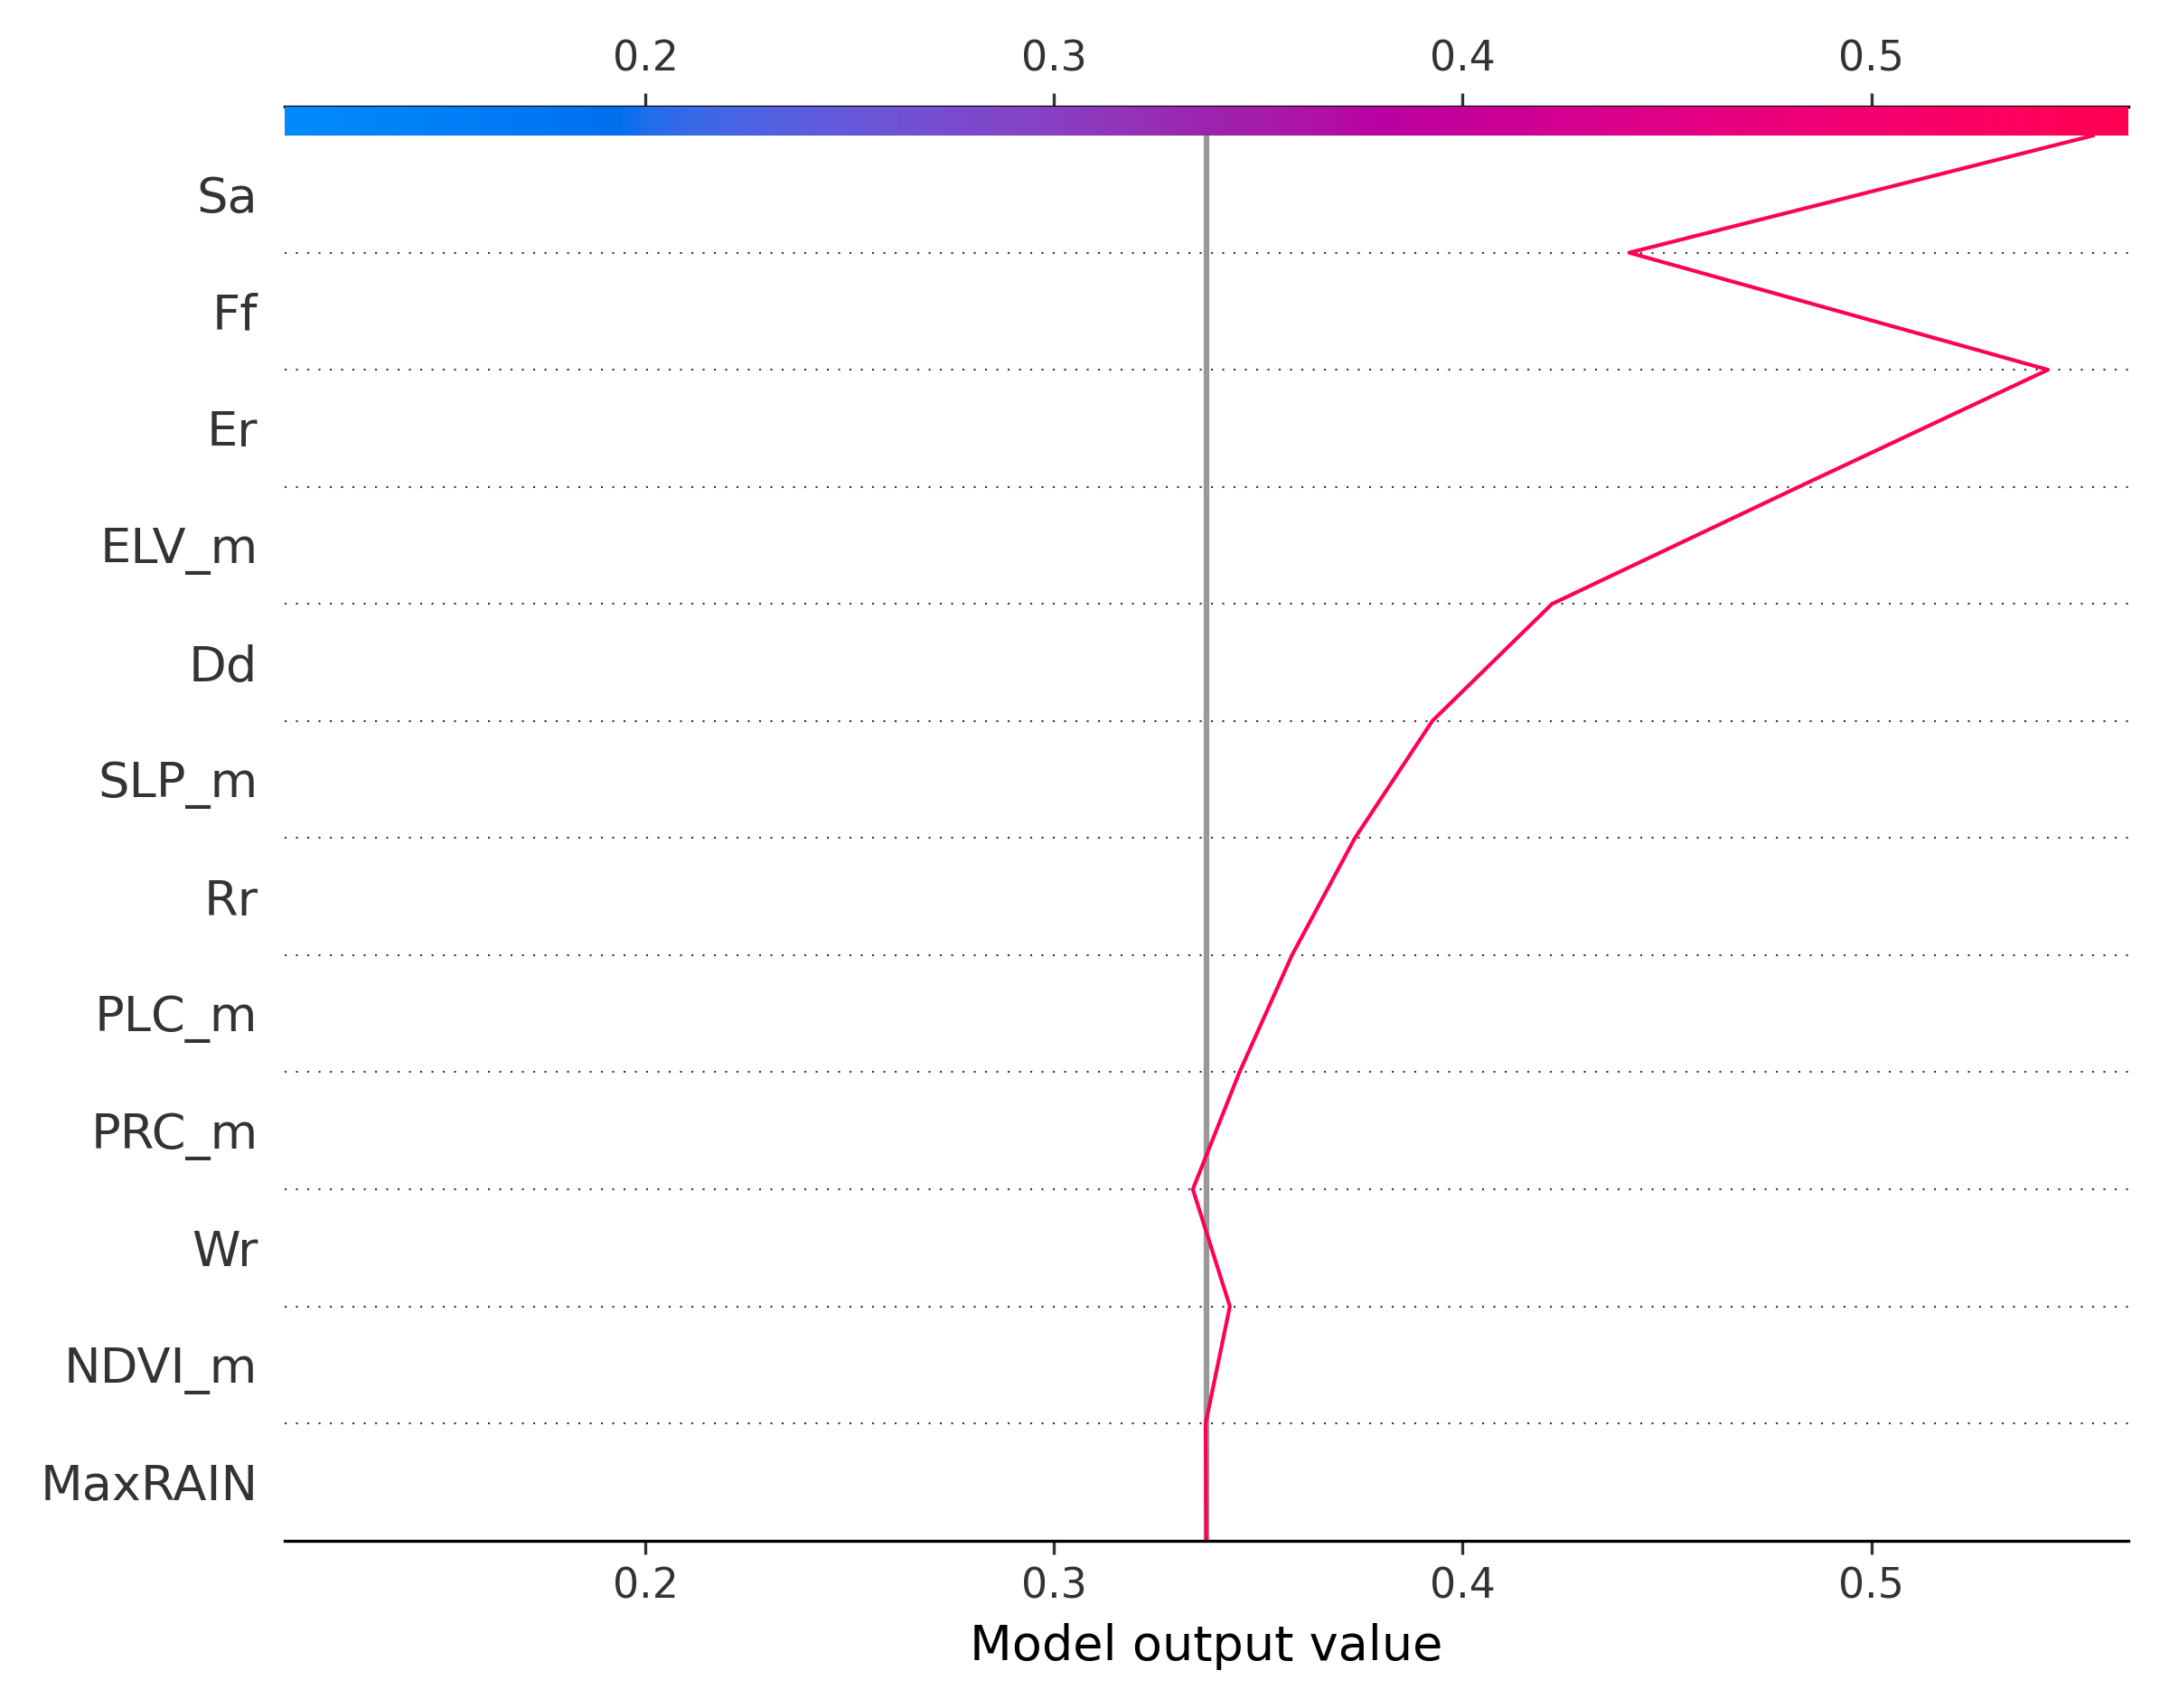 0.2 0.3 0.4 0.5
Sa
Ff
Er
ELV_m
Dd
SLP_m
Rr
PLC_m
PRC_m
Wr
NDVI_m
MaxRAIN
0.2 0.3 0.4 0.5
Model output value